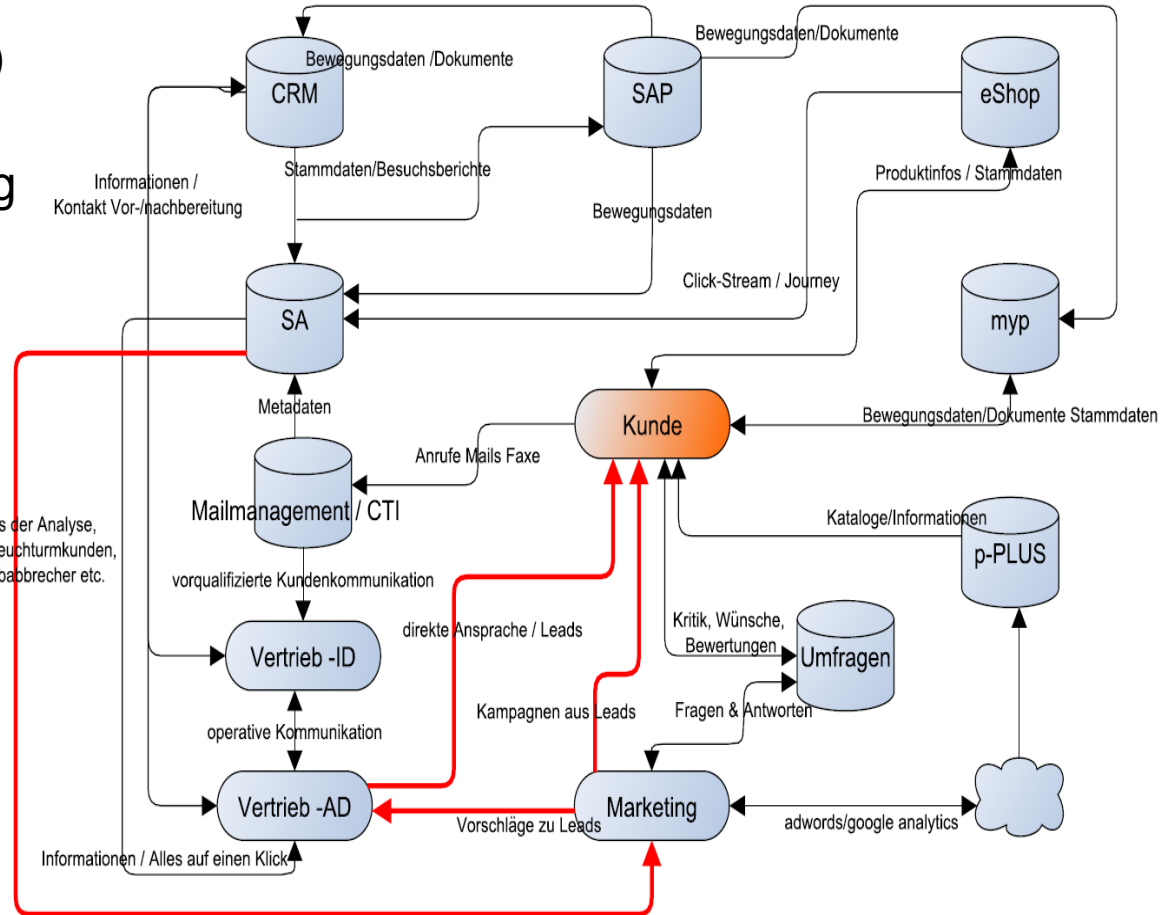 )
g
Bewegungsdaten /Dokumente
CRM
SAP
Bewegungsdaten/Dokumente
eShop
Stammdaten/Besuchsberichte
Informationen /
Kontakt Vor-/nachbereitung
Bewegungsdaten
Produktinfos / Stammdaten
Click-Stream / Journey
SA
myp
Metadaten
Kunde
Bewegungsdaten/Dokumente Stammdaten
Anrufe Mails Faxe
Mailmanagement / CTI
s der Analyse,
euchturmkunden,
babbrecher etc.
Kataloge/Informationen
p-PLUS
vorqualifizierte Kundenkommunikation
direkte Ansprache / Leads
Kritik, Wünsche,
Bewertungen
Umfragen
Vertrieb -ID
Kampagnen aus Leads
Fragen & Antworten
operative Kommunikation
Vertrieb -AD
Vorschläge zu Leads
Marketing
adwords/google analytics
Informationen / Alles auf einen Klick